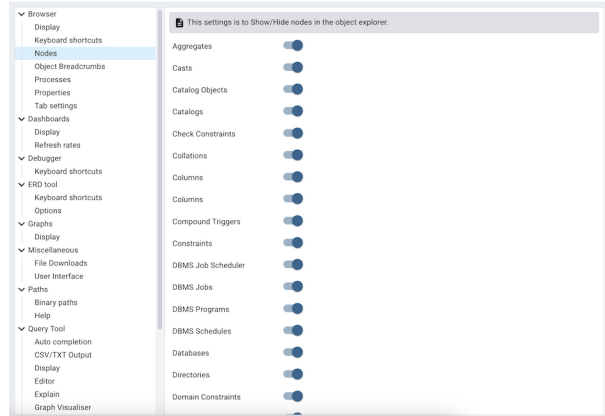 Browser
Display
Keyboard shortcuts
Nodes
Object Breadcrumbs
Processes
Properties
Tab settings
Dashboards
Display
Refresh rates
Debugger
Keyboard shortcuts
ERD tool
Keyboard shortcuts
Options
Graphs
Display
Miscellaneous
File Downloads
User Interface
Paths
Binary paths
Help
Query Tool
Auto completion
CSV/TXT Output
Display
Editor
Explain
Graph Visualiser
This settings is to Show/Hide nodes in the object explorer.
Aggregates
Casts
Catalog Objects
Catalogs
Check Constraints
Collations
Columns
Columns
Compound Triggers
Constraints
DBMS Job Scheduler
DBMS Jobs
DBMS Programs
DBMS Schedules
Databases
Directories
Domain Constraints